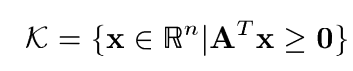 𝒦 = {𝐱 ∈ ℝⁿ|𝐀ᵀ𝐱 ≥ 𝟎}